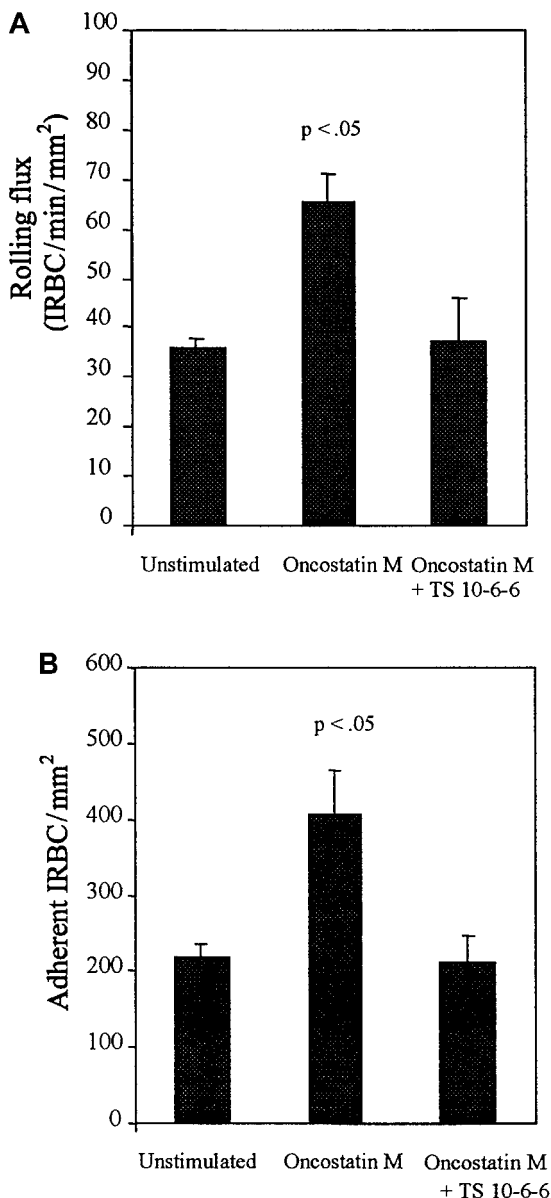 A
100
90
80
70
60
50
40
30
20
10
0
Rolling flux
(IRBC/min/mm²)
p < .05
Unstimulated
Oncostatin M
Oncostatin M
+ TS 10-6-6
B
600
500
400
300
200
100
0
Adherent IRBC/mm²
p < .05
Unstimulated
Oncostatin M
Oncostatin M
+ TS 10-6-6